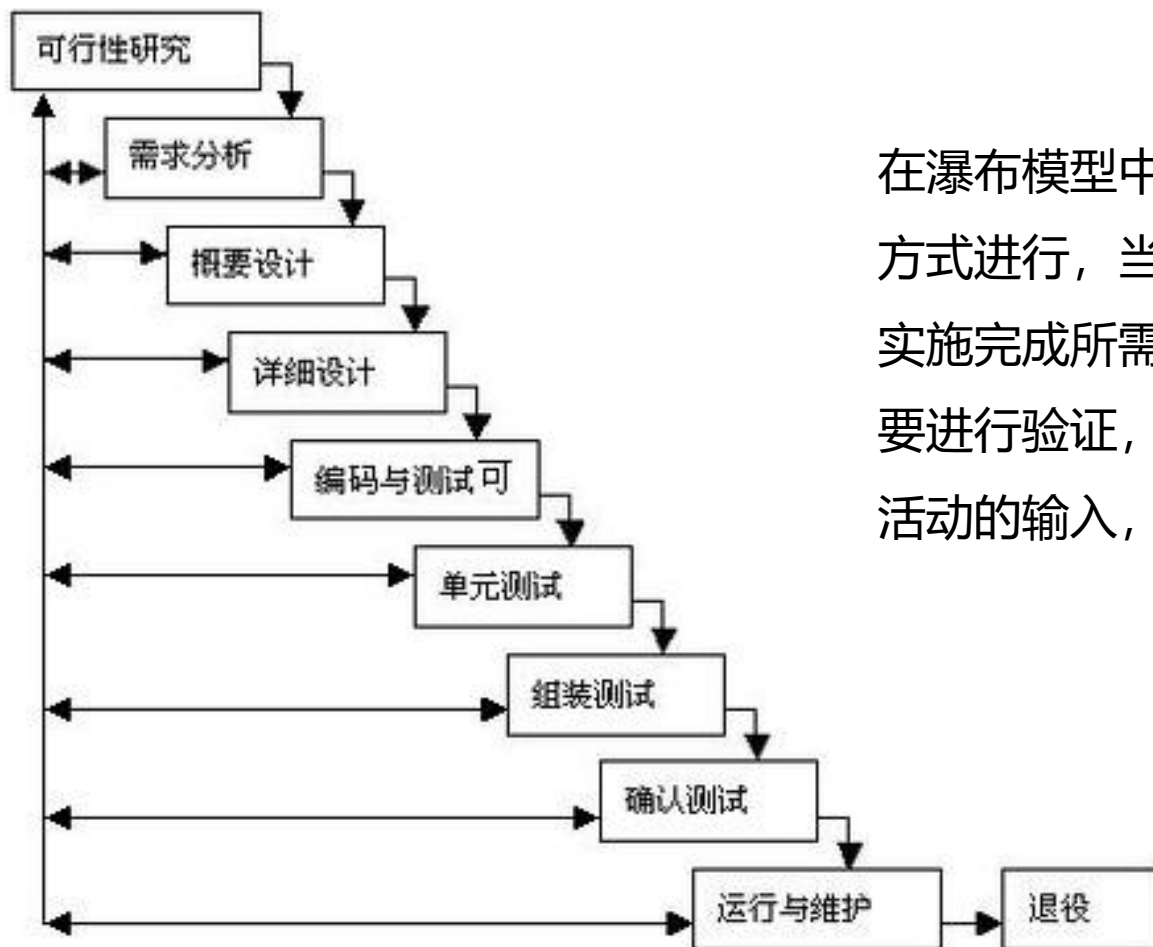 可行性研究
需求分析
概要设计
详细设计
编码与测试可
单元测试
组装测试
确认测试
运行与维护
退役
在瀑布模型中
方式进行，当
实施完成所需
要进行验证，
活动的输入，